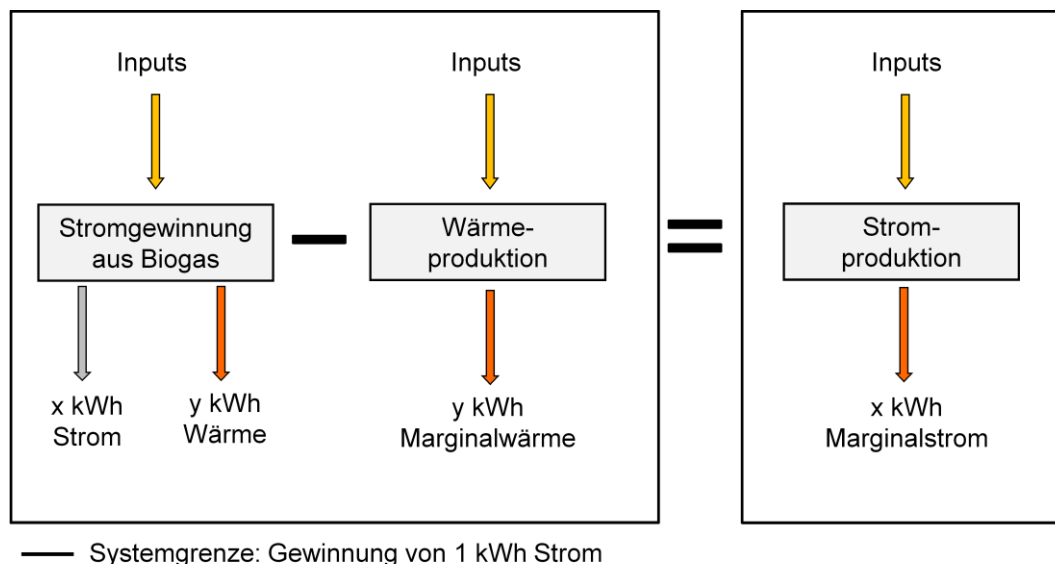 Inputs
Stromgewinnung
aus Biogas
x kWh
Strom
y kWh
Wärme
Inputs
Wärme-
produktion
y kWh
Marginalwärme
Inputs
Strom-
produktion
x kWh
Marginalstrom
Systemgrenze: Gewinnung von 1 kWh Strom